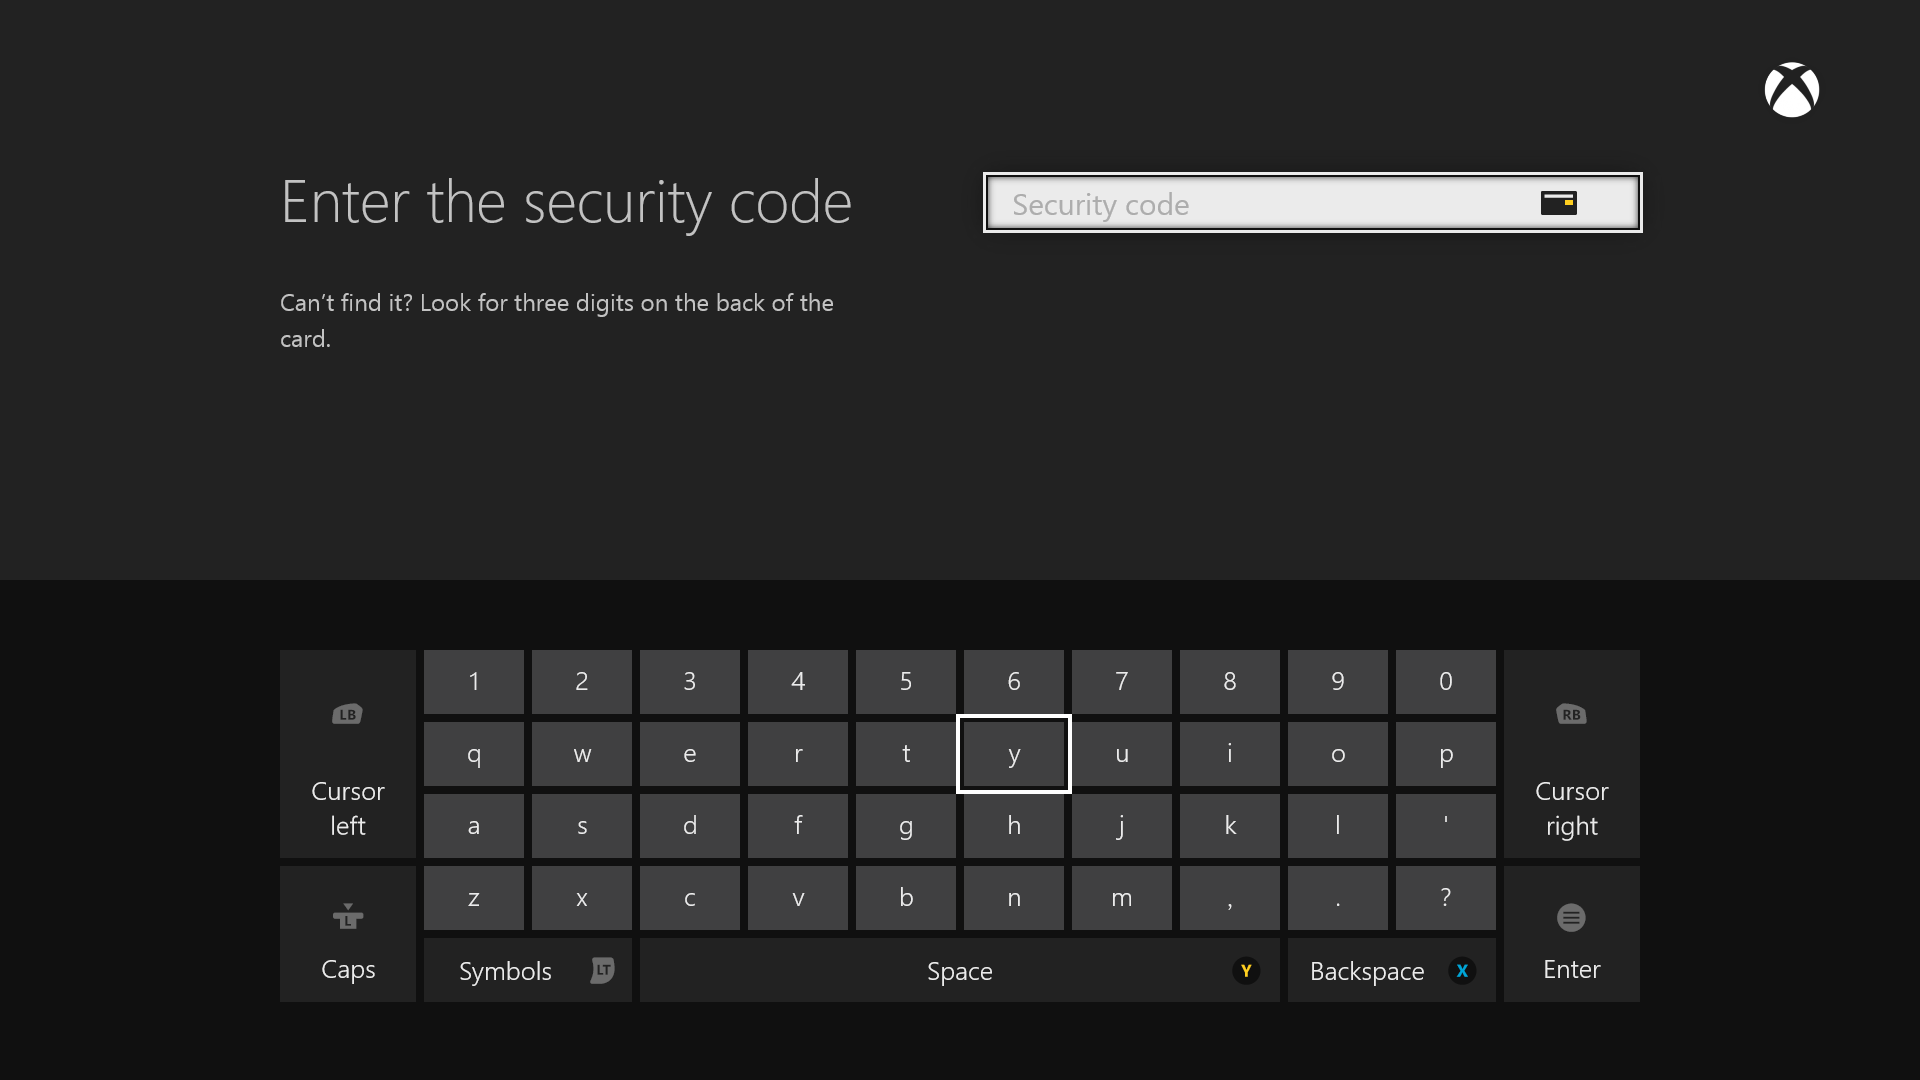 Enter the security code
Security code
Can't find it? Look for three digits on the back of the
card.
LB
Cursor
left
1 2 3 4 5 6 7 8 9 0
q w e r t y u i o p
a s d f g h j k l '
z x c v b n m , . ?
RB
Cursor
right
L
Caps
Symbols LT
Space Y
Backspace X
Enter